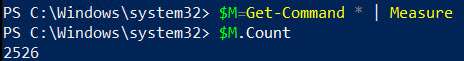 PS C:\Windows\system32> $M=Get-Command * | Measure
PS C:\Windows\system32> $M.Count
2526